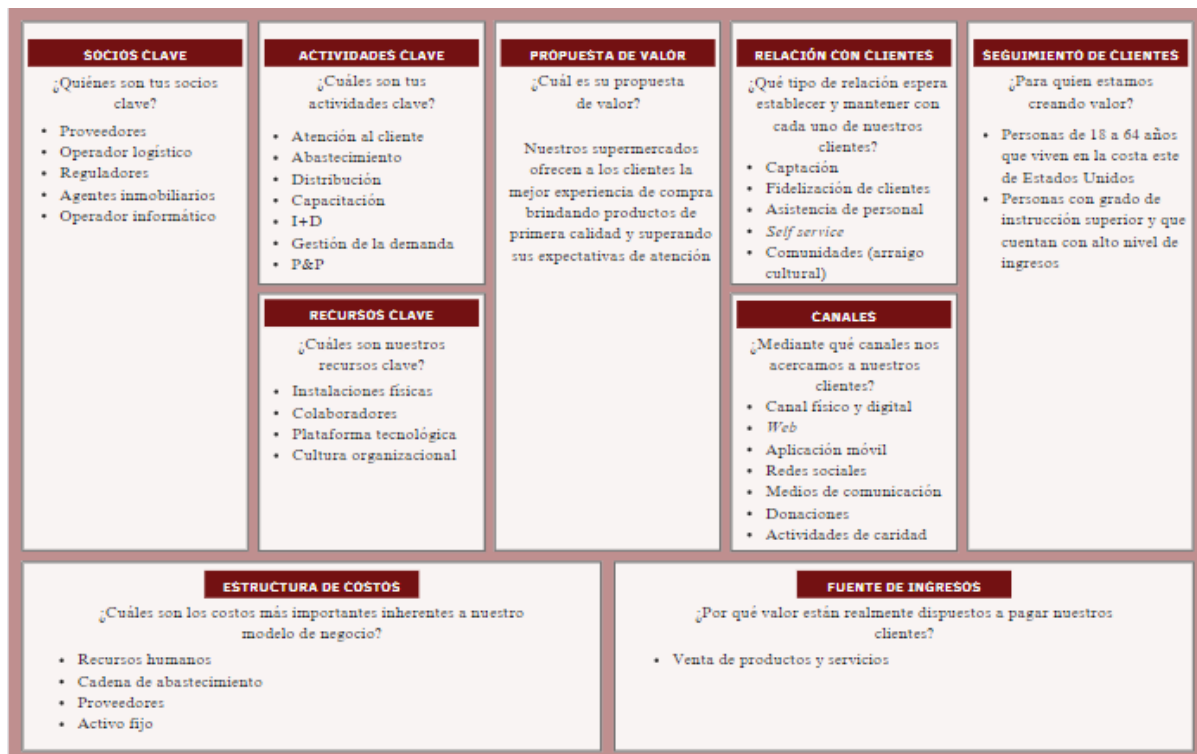 SOCIOS CLAVE
¿Quiénes son tus socios
clave?
• Proveedores
• Operador logístico
• Reguladores
• Agentes inmobiliarios
• Operador informático
ACTIVIDADES CLAVE
¿Cuáles son tus
actividades clave?
• Atención al cliente
• Abastecimiento
• Distribución
• Capacitación
• I+D
• Gestión de la demanda
• P&P
RECURSOS CLAVE
¿Cuáles son nuestros
recursos clave?
• Instalaciones físicas
• Colaboradores
• Plataforma tecnológica
• Cultura organizacional
PROPUESTA DE VALOR
¿Cuál es su propuesta
de valor?
Nuestros supermercados
ofrecen a los clientes la
mejor experiencia de compra
brindando productos de
primera calidad y superando
sus expectativas de atención
RELACIÓN CON CLIENTES
¿Qué tipo de relación espera
establecer y mantener con
cada uno de nuestros
clientes?
• Captación
• Fidelización de clientes
• Asistencia de personal
• Self service
• Comunidades (arraigo
cultural)
CANALES
¿Mediante qué canales nos
acercamos a nuestros
clientes?
• Canal físico y digital
• Web
• Aplicación móvil
• Redes sociales
• Medios de comunicación
• Donaciones
• Actividades de caridad
SEGUIMIENTO DE CLIENTES
¿Para quien estamos
creando valor?
• Personas de 18 a 64 años
que viven en la costa este
de Estados Unidos
• Personas con grado de
instrucción superior y que
cuentan con alto nivel de
ingresos
ESTRUCTURA DE COSTOS
¿Cuáles son los costos más importantes inherentes a nuestro
modelo de negocio?
• Recursos humanos
• Cadena de abastecimiento
• Proveedores
• Activo fijo
FUENTE DE INGRESOS
¿Por qué valor están realmente dispuestos a pagar nuestros
clientes?
• Venta de productos y servicios